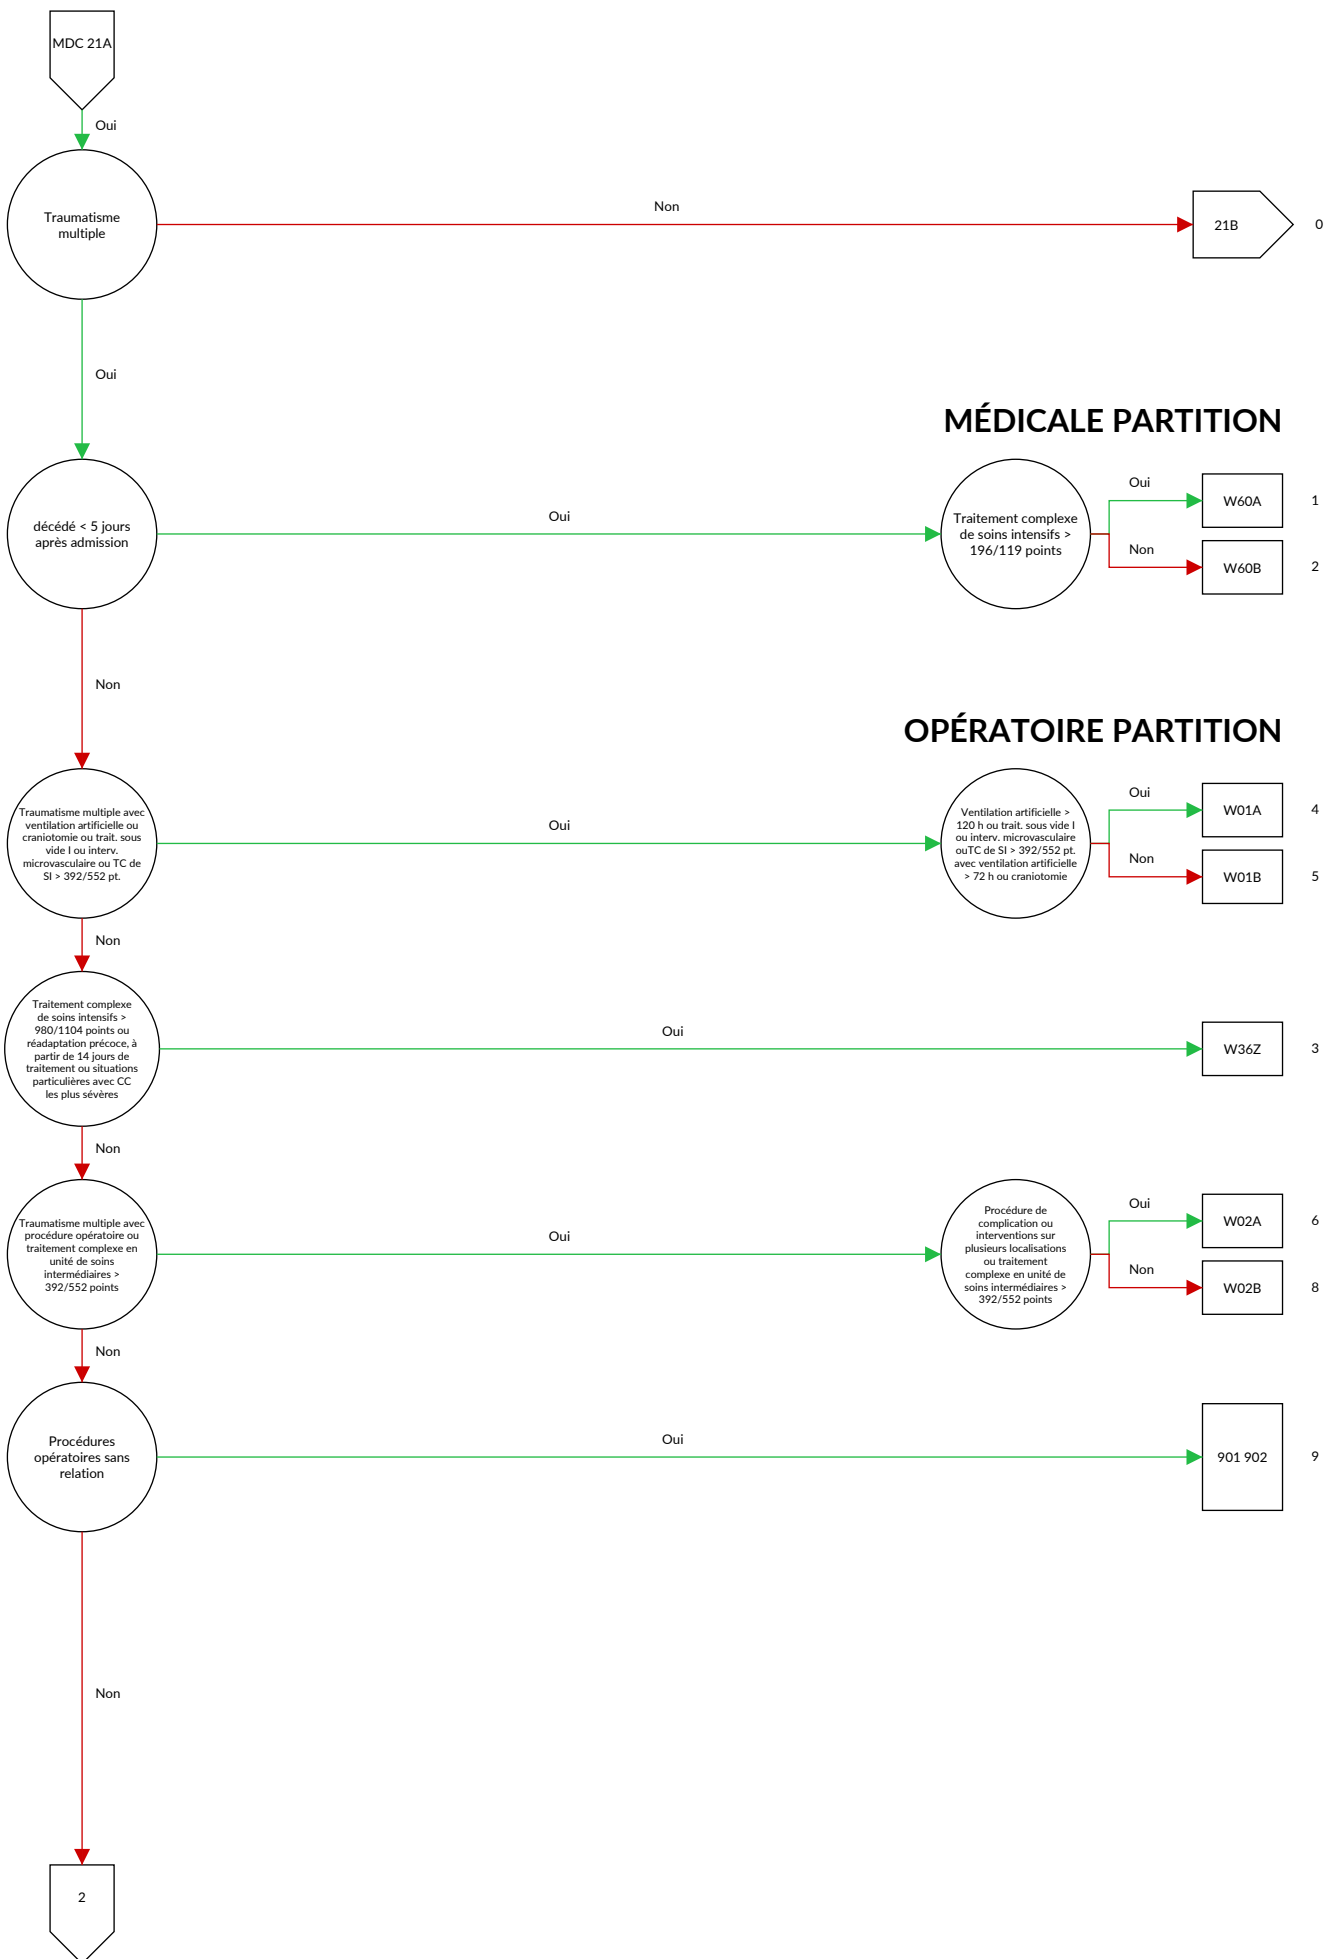 MDC 21A
Oui
Traumatisme
multiple
Non
21B
0
Oui
MÉDICALE PARTITION
décédé < 5 jours
après admission
Oui
Traitement complexe
de soins intensifs >
196/119 points
Oui
W60A
1
Non
W60B
2
Non
OPÉRATOIRE PARTITION
Traumatisme multiple avec
ventilation artificielle ou
craniotomie ou trait. sous
vide I ou interv.
microvasculaire ou TC de
SI > 392/552 pt.
Oui
Ventilation artificielle >
120 h ou trait. sous vide I
ou interv. microvasculaire
ouTC de SI > 392/552 pt.
avec ventilation artificielle
> 72 h ou craniotomie
Oui
W01A
4
Non
W01B
5
Non
Traitement complexe
de soins intensifs >
980/1104 points ou
réadaptation précoce, à
partir de 14 jours de
traitement ou situations
particulières avec CC
les plus sévères
Oui
W36Z
3
Non
Traumatisme multiple avec
procédure opératoire ou
traitement complexe en
unité de soins
intermédiaires >
392/552 points
Oui
Procédure de
complication ou
interventions sur
plusieurs localisations
ou traitement
complexe en unité de
soins intermédiaires >
392/552 points
Oui
W02A
6
Non
W02B
8
Non
Procédures
opératoires sans
relation
Oui
901 902
9
Non
2